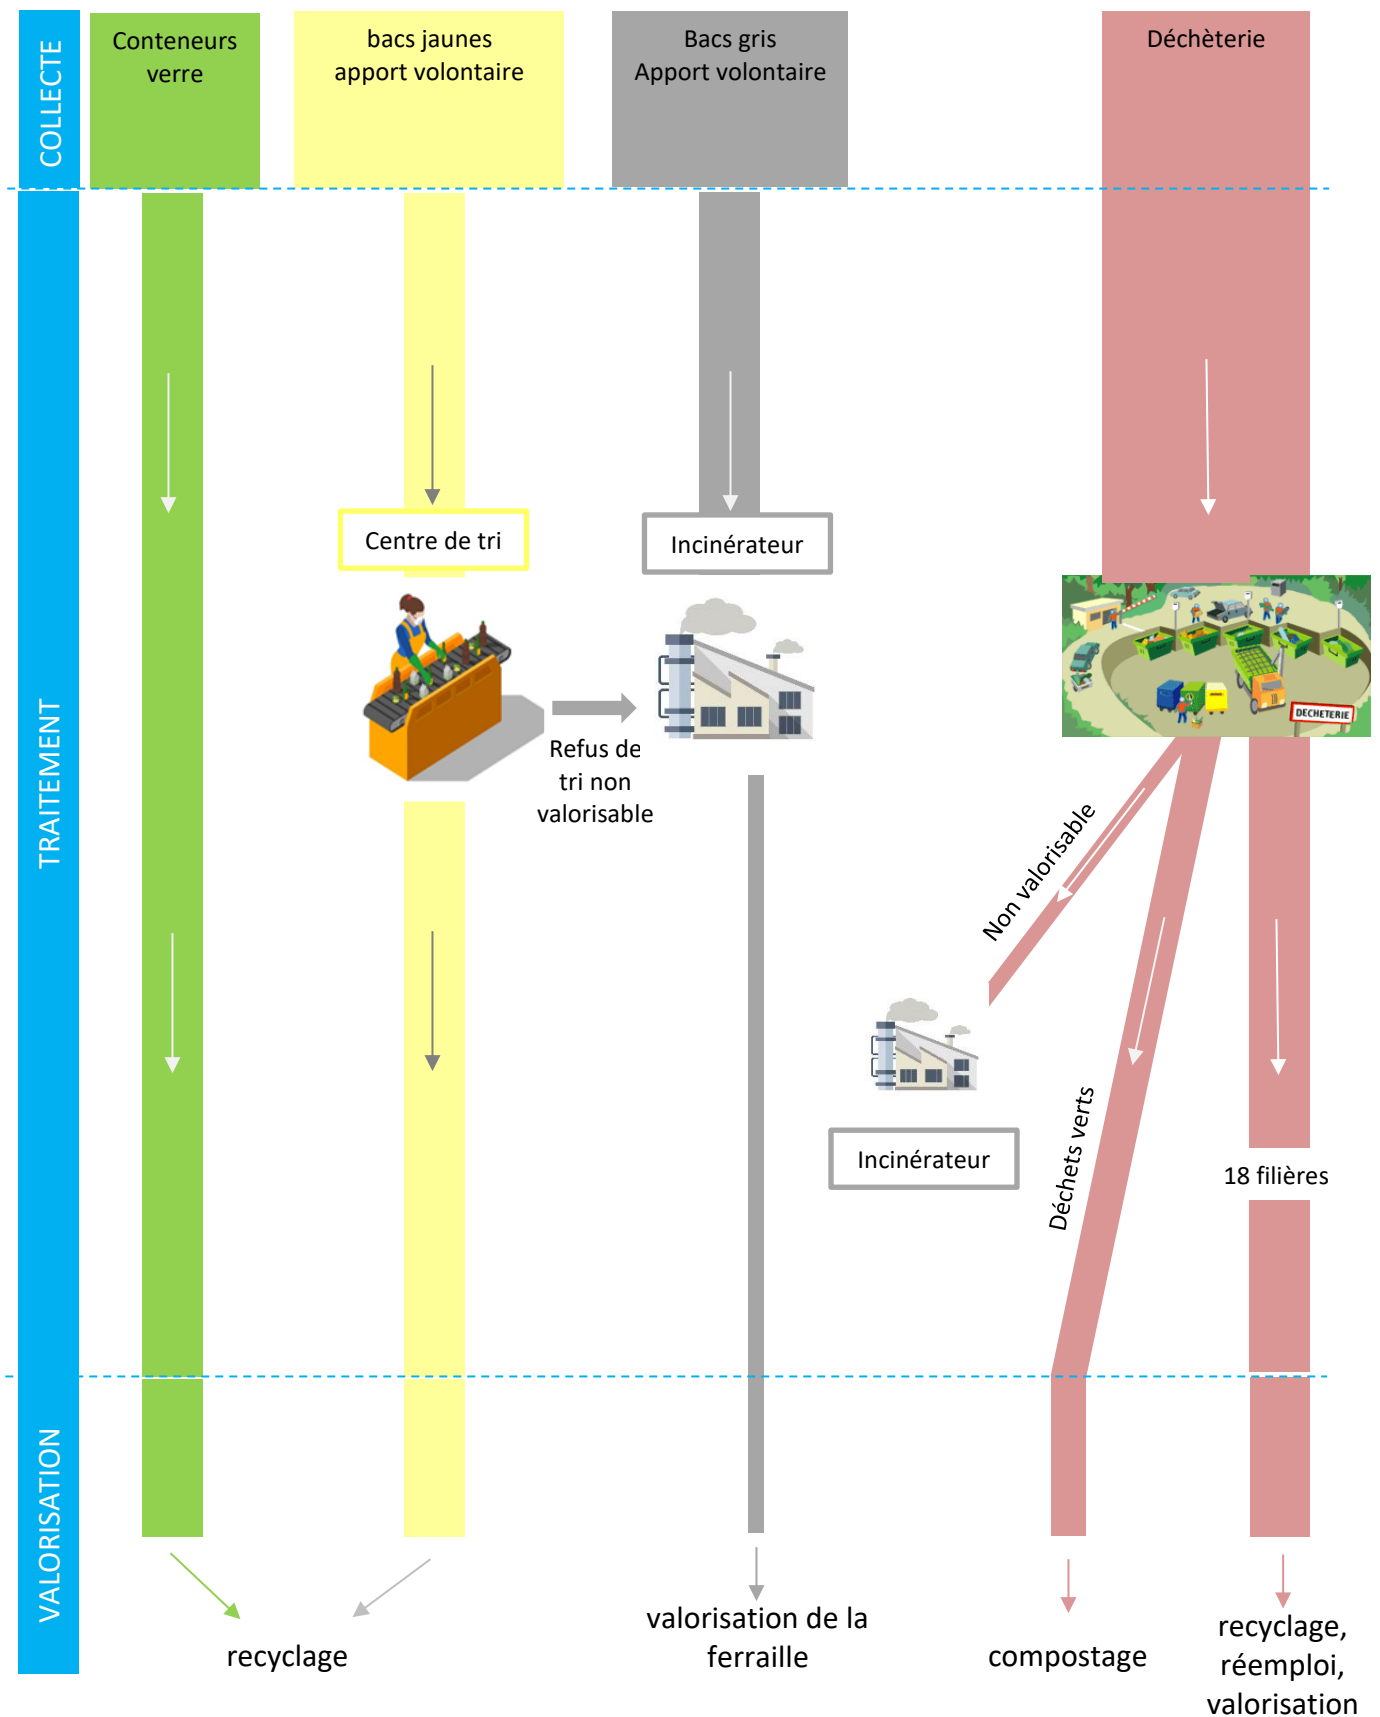 COLLECTE
Conteneurs
verre
bacs jaunes
apport volontaire
Bacs gris
Apport volontaire
Déchèterie
TRAITEMENT
Centre de tri
Incinérateur
Refus de
tri non
valorisable
DECHETERIE
Non valorisable
Incinérateur
Déchets verts
18 filières
VALORISATION
recyclage
valorisation de la
ferraille
compostage
recyclage,
réemploi,
valorisation